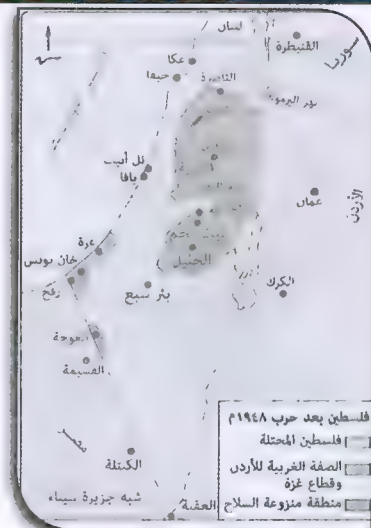 لبنان
سوريا
القنيطرة
عكا
حيفا
الناصرة
نهر اليرموك
تل أبيب
يافا
عمان
الأردن
بيت لحم
الخليل
غزة
خان يونس
رفح
بئر سبع
الكرك
العوجة
القسيمة
مصر
الكنتلة
شبه جزيرة سيناء
العقبة
فلسطين بعد حرب ١٩٤٨م
فلسطين المحتلة
الضفة الغربية للأردن
وقطاع غزة
منطقة منزوعة السلاح